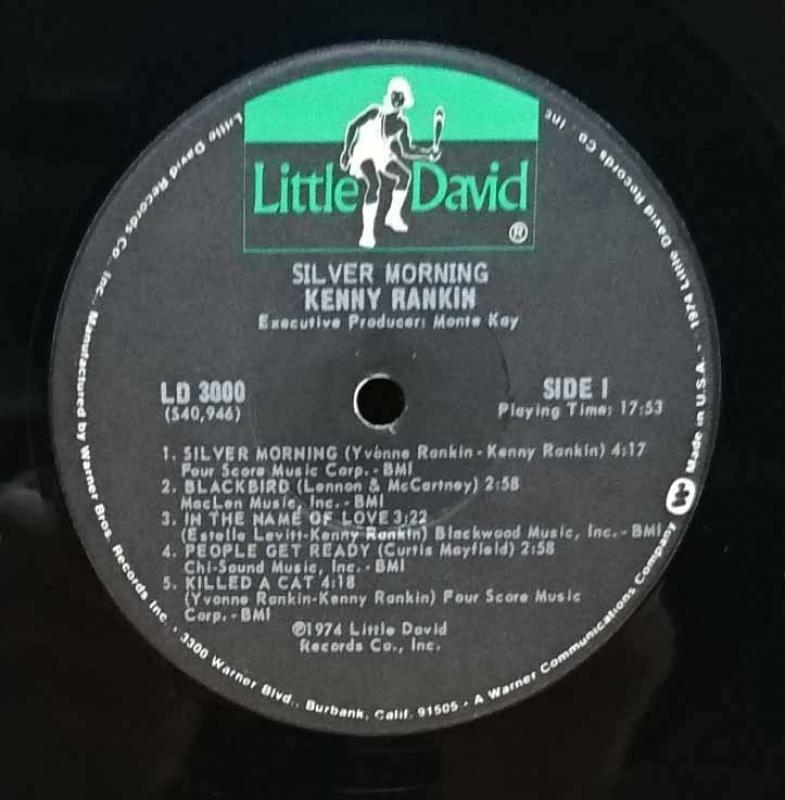 Little David
®
SILVER MORNING
KENNY RANKIN
Executive Producer: Monte Kay
LD 3000
(S40,946)
SIDE 1
Playing Time: 17:53
1. SILVER MORNING (Yvonne Rankin - Kenny Rankin) 4:17
Four Score Music Corp. - BMI
2. BLACKBIRD (Lennon & McCartney) 2:58
MacLen Music, Inc. - BMI
3. IN THE NAME OF LOVE 3:22
(Estelle Levitt-Kenny Rankin) Blackwood Music, Inc. - BMI
4. PEOPLE GET READY (Curtis Mayfield) 2:58
Chi-Sound Music, Inc. - BMI
5. KILLED A CAT 4:18
(Yvonne Rankin-Kenny Rankin) Four Score Music
Corp. - BMI
℗1974 Little David
Records Co., Inc.
Little David Records Co., Inc., Manufactured by Warner Bros. Records Inc. · 3300 Warner Blvd., Burbank, Calif. 91505 · A Warner Communications Company W Made in U.S.A. · 1974 Little David Records Co., Inc